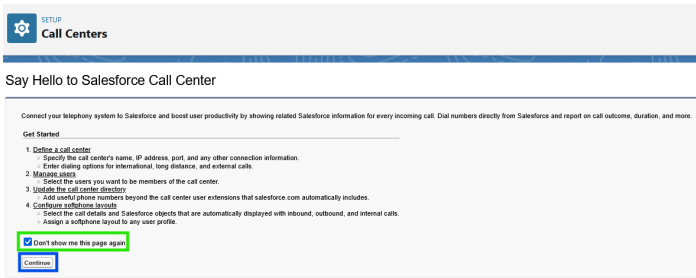 SETUP
Call Centers
Say Hello to Salesforce Call Center
Connect your telephony system to Salesforce and boost user productivity by showing related Salesforce information for every incoming call. Dial numbers directly from Salesforce and report on call outcome, duration, and more.
Get Started
1. Define a call center
○ Specify the call center's name, IP address, port, and any other connection information.
○ Enter dialing options for international, long distance, and external calls.
2. Manage users
○ Select the users you want to be members of the call center.
3. Update the call center directory
○ Add useful phone numbers beyond the call center user extensions that salesforce.com automatically includes.
4. Configure softphone layouts
○ Select the call details and Salesforce objects that are automatically displayed with inbound, outbound, and internal calls.
○ Assign a softphone layout to any user profile.
Don't show me this page again
Continue